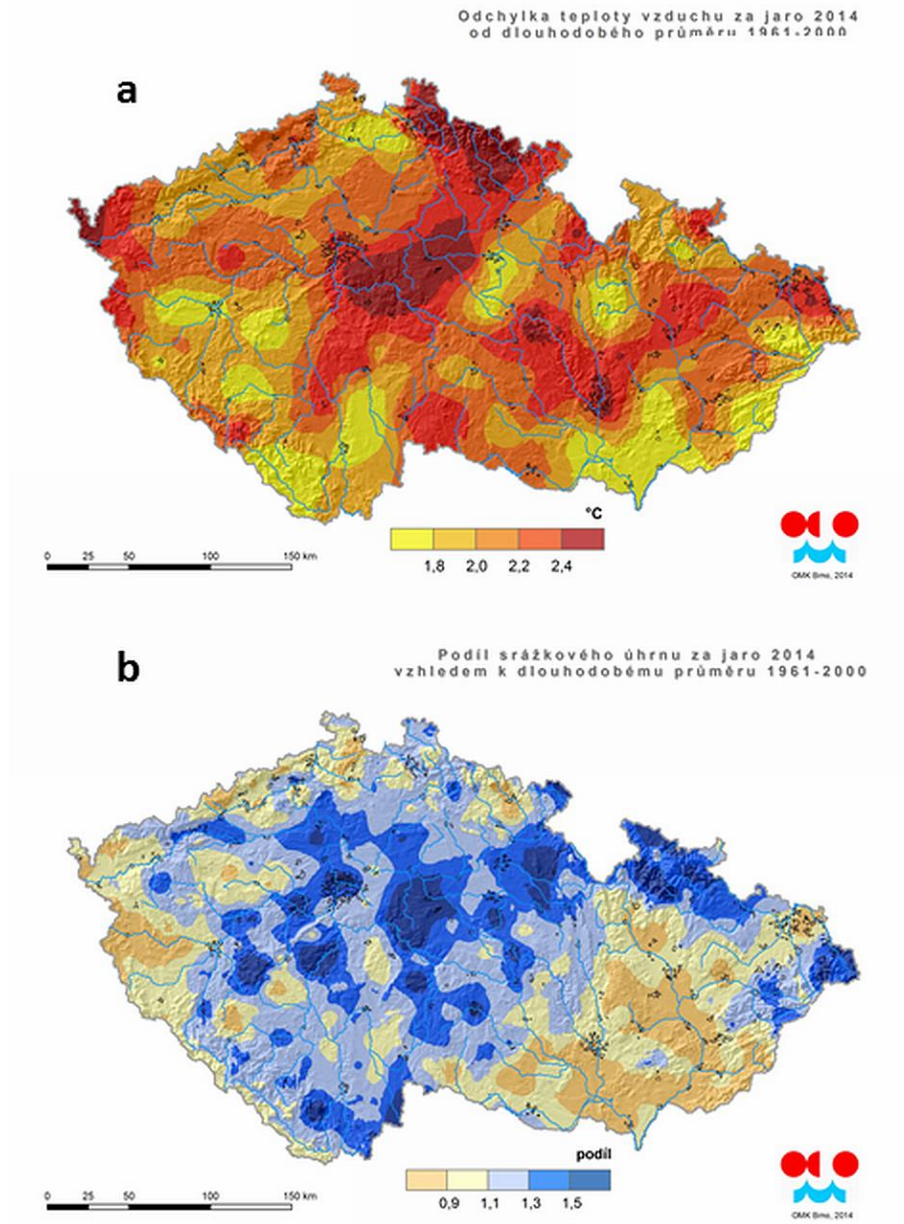 Odchylka teploty vzduchu za jaro 2014
od dlouhodobého průměru 1961-2000
a
°C
1,8 2,0 2,2 2,4
0 25 50 100 150 km
OMK Brno, 2014
b
Podíl srážkového úhrnu za jaro 2014
vzhledem k dlouhodobému průměru 1961-2000
podíl
0,9 1,1 1,3 1,5
0 25 50 100 150 km
OMK Brno, 2014